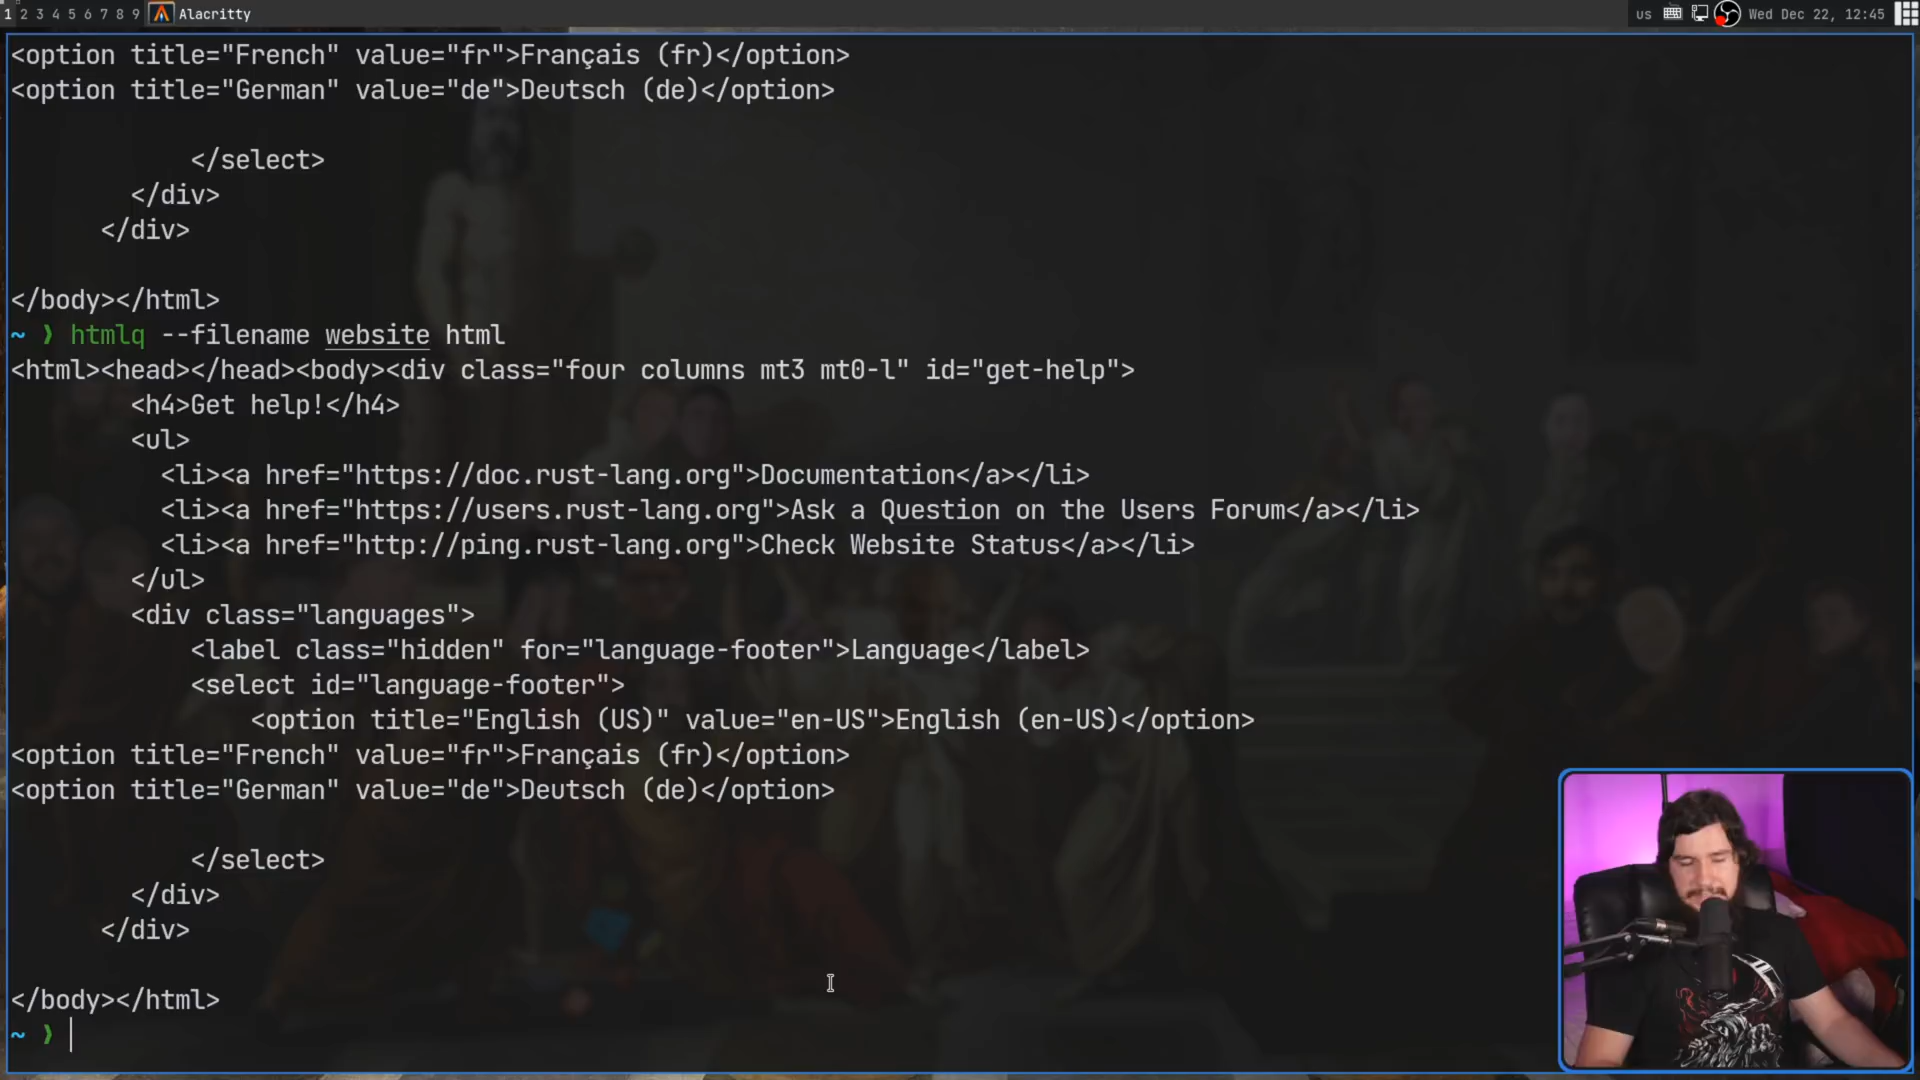 1 2 3 4 5 6 7 8 9 Alacritty us Wed Dec 22, 12:45
<option title="French" value="fr">Français (fr)</option>
<option title="German" value="de">Deutsch (de)</option>
</select>
</div>
</div>
</body></html>
~ ❯ htmlq --filename website html
<html><head></head><body><div class="four columns mt3 mt0-l" id="get-help">
<h4>Get help!</h4>
<ul>
<li><a href="https://doc.rust-lang.org">Documentation</a></li>
<li><a href="https://users.rust-lang.org">Ask a Question on the Users Forum</a></li>
<li><a href="http://ping.rust-lang.org">Check Website Status</a></li>
</ul>
<div class="languages">
<label class="hidden" for="language-footer">Language</label>
<select id="language-footer">
<option title="English (US)" value="en-US">English (en-US)</option>
<option title="French" value="fr">Français (fr)</option>
<option title="German" value="de">Deutsch (de)</option>
</select>
</div>
</div>
</body></html>
~ ❯